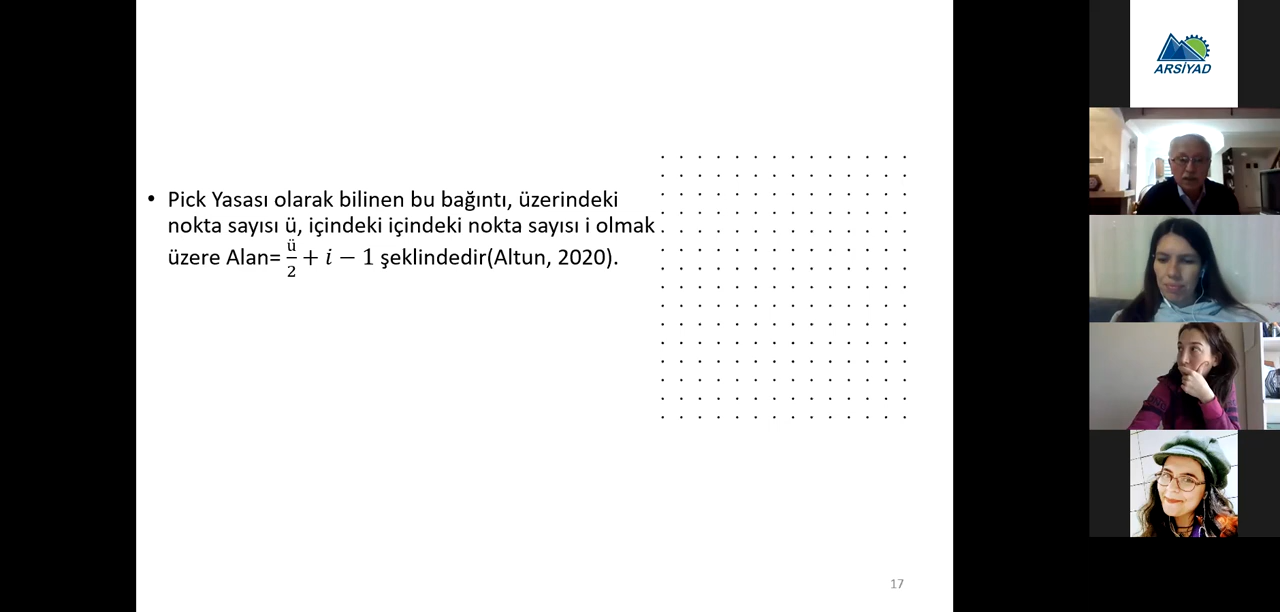 • Pick Yasası olarak bilinen bu bağıntı, üzerindeki
nokta sayısı ü, içindeki içindeki nokta sayısı i olmak
üzere Alan= ü/2 + i − 1 şeklindedir(Altun, 2020).
17
ARSİYAD